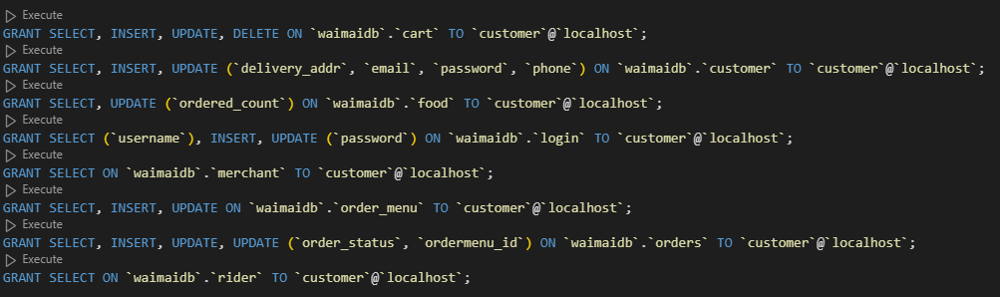 Execute
GRANT SELECT, INSERT, UPDATE, DELETE ON `waimaidb`.`cart` TO `customer`@`localhost`;
Execute
GRANT SELECT, INSERT, UPDATE (`delivery_addr`, `email`, `password`, `phone`) ON `waimaidb`.`customer` TO `customer`@`localhost`;
Execute
GRANT SELECT, UPDATE (`ordered_count`) ON `waimaidb`.`food` TO `customer`@`localhost`;
Execute
GRANT SELECT (`username`), INSERT, UPDATE (`password`) ON `waimaidb`.`login` TO `customer`@`localhost`;
Execute
GRANT SELECT ON `waimaidb`.`merchant` TO `customer`@`localhost`;
Execute
GRANT SELECT, INSERT, UPDATE ON `waimaidb`.`order_menu` TO `customer`@`localhost`;
Execute
GRANT SELECT, INSERT, UPDATE, UPDATE (`order_status`, `ordermenu_id`) ON `waimaidb`.`orders` TO `customer`@`localhost`;
Execute
GRANT SELECT ON `waimaidb`.`rider` TO `customer`@`localhost`;